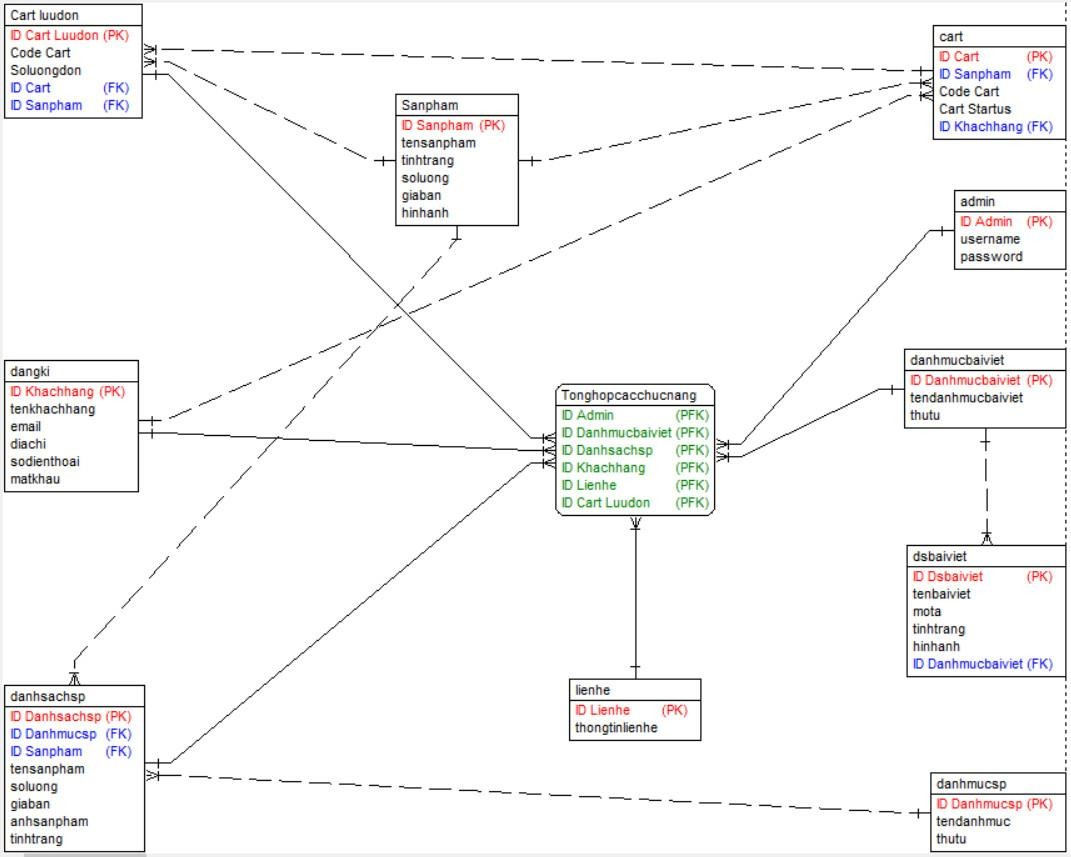 Cart luudon
ID Cart Luudon (PK)
Code Cart
Soluongdon
ID Cart (FK)
ID Sanpham (FK)
cart
ID Cart (PK)
ID Sanpham (FK)
Code Cart
Cart Startus
ID Khachhang (FK)
Sanpham
ID Sanpham (PK)
tensanpham
tinhtrang
soluong
giaban
hinhanh
admin
ID Admin (PK)
username
password
dangki
ID Khachhang (PK)
tenkhachhang
email
diachi
sodienthoai
matkhau
Tonghopcacchucnang
ID Admin (PFK)
ID Danhmucbaiviet (PFK)
ID Danhsachsp (PFK)
ID Khachhang (PFK)
ID Lienhe (PFK)
ID Cart Luudon (PFK)
danhmucbaiviet
ID Danhmucbaiviet (PK)
tendanhmucbaiviet
thutu
dsbaiviet
ID Dsbaiviet (PK)
tenbaiviet
mota
tinhtrang
hinhanh
ID Danhmucbaiviet (FK)
lienhe
ID Lienhe (PK)
thongtinlienhe
danhsachsp
ID Danhsachsp (PK)
ID Danhmucsp (FK)
ID Sanpham (FK)
tensanpham
soluong
giaban
anhsanpham
tinhtrang
danhmucsp
ID Danhmucsp (PK)
tendanhmuc
thutu